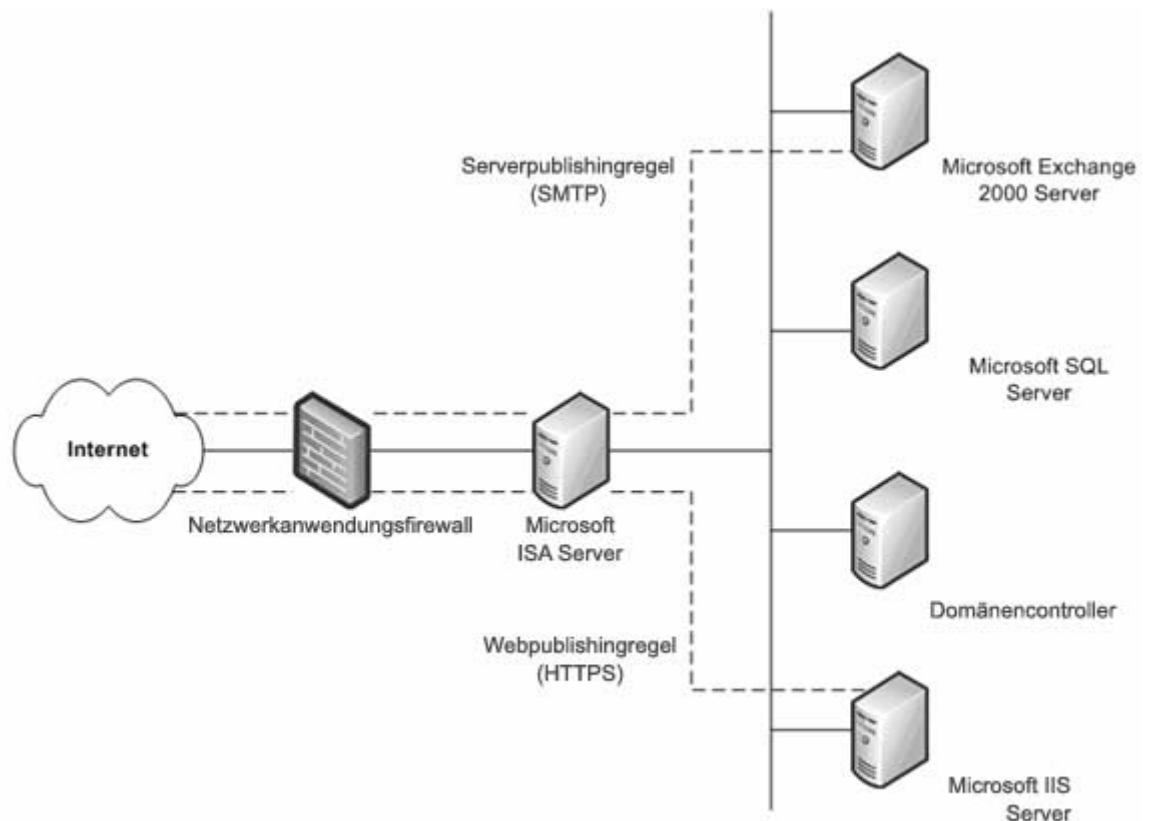 Serverpublishingregel
(SMTP)
Microsoft Exchange
2000 Server
Microsoft SQL
Server
Internet
Netzwerkanwendungsfirewall
Microsoft
ISA Server
Domänencontroller
Webpublishingregel
(HTTPS)
Microsoft IIS
Server